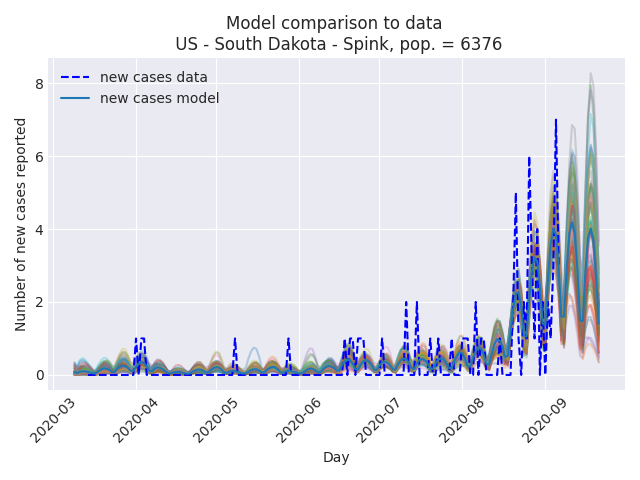 Model comparison to data
US - South Dakota - Spink, pop. = 6376
new cases data
new cases model
Number of new cases reported
8
6
4
2
0
2020-03
2020-04
2020-05
2020-06
2020-07
2020-08
2020-09
Day